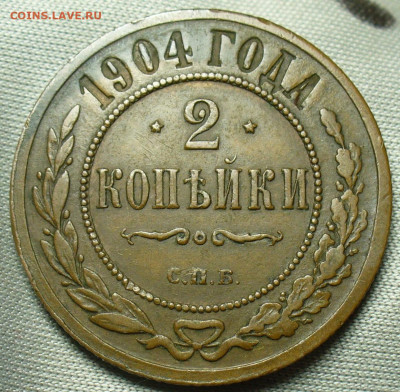 COINS.LAVE.RU
1904 ГОДА
2
КОПѢЙКИ
С.П.Б.